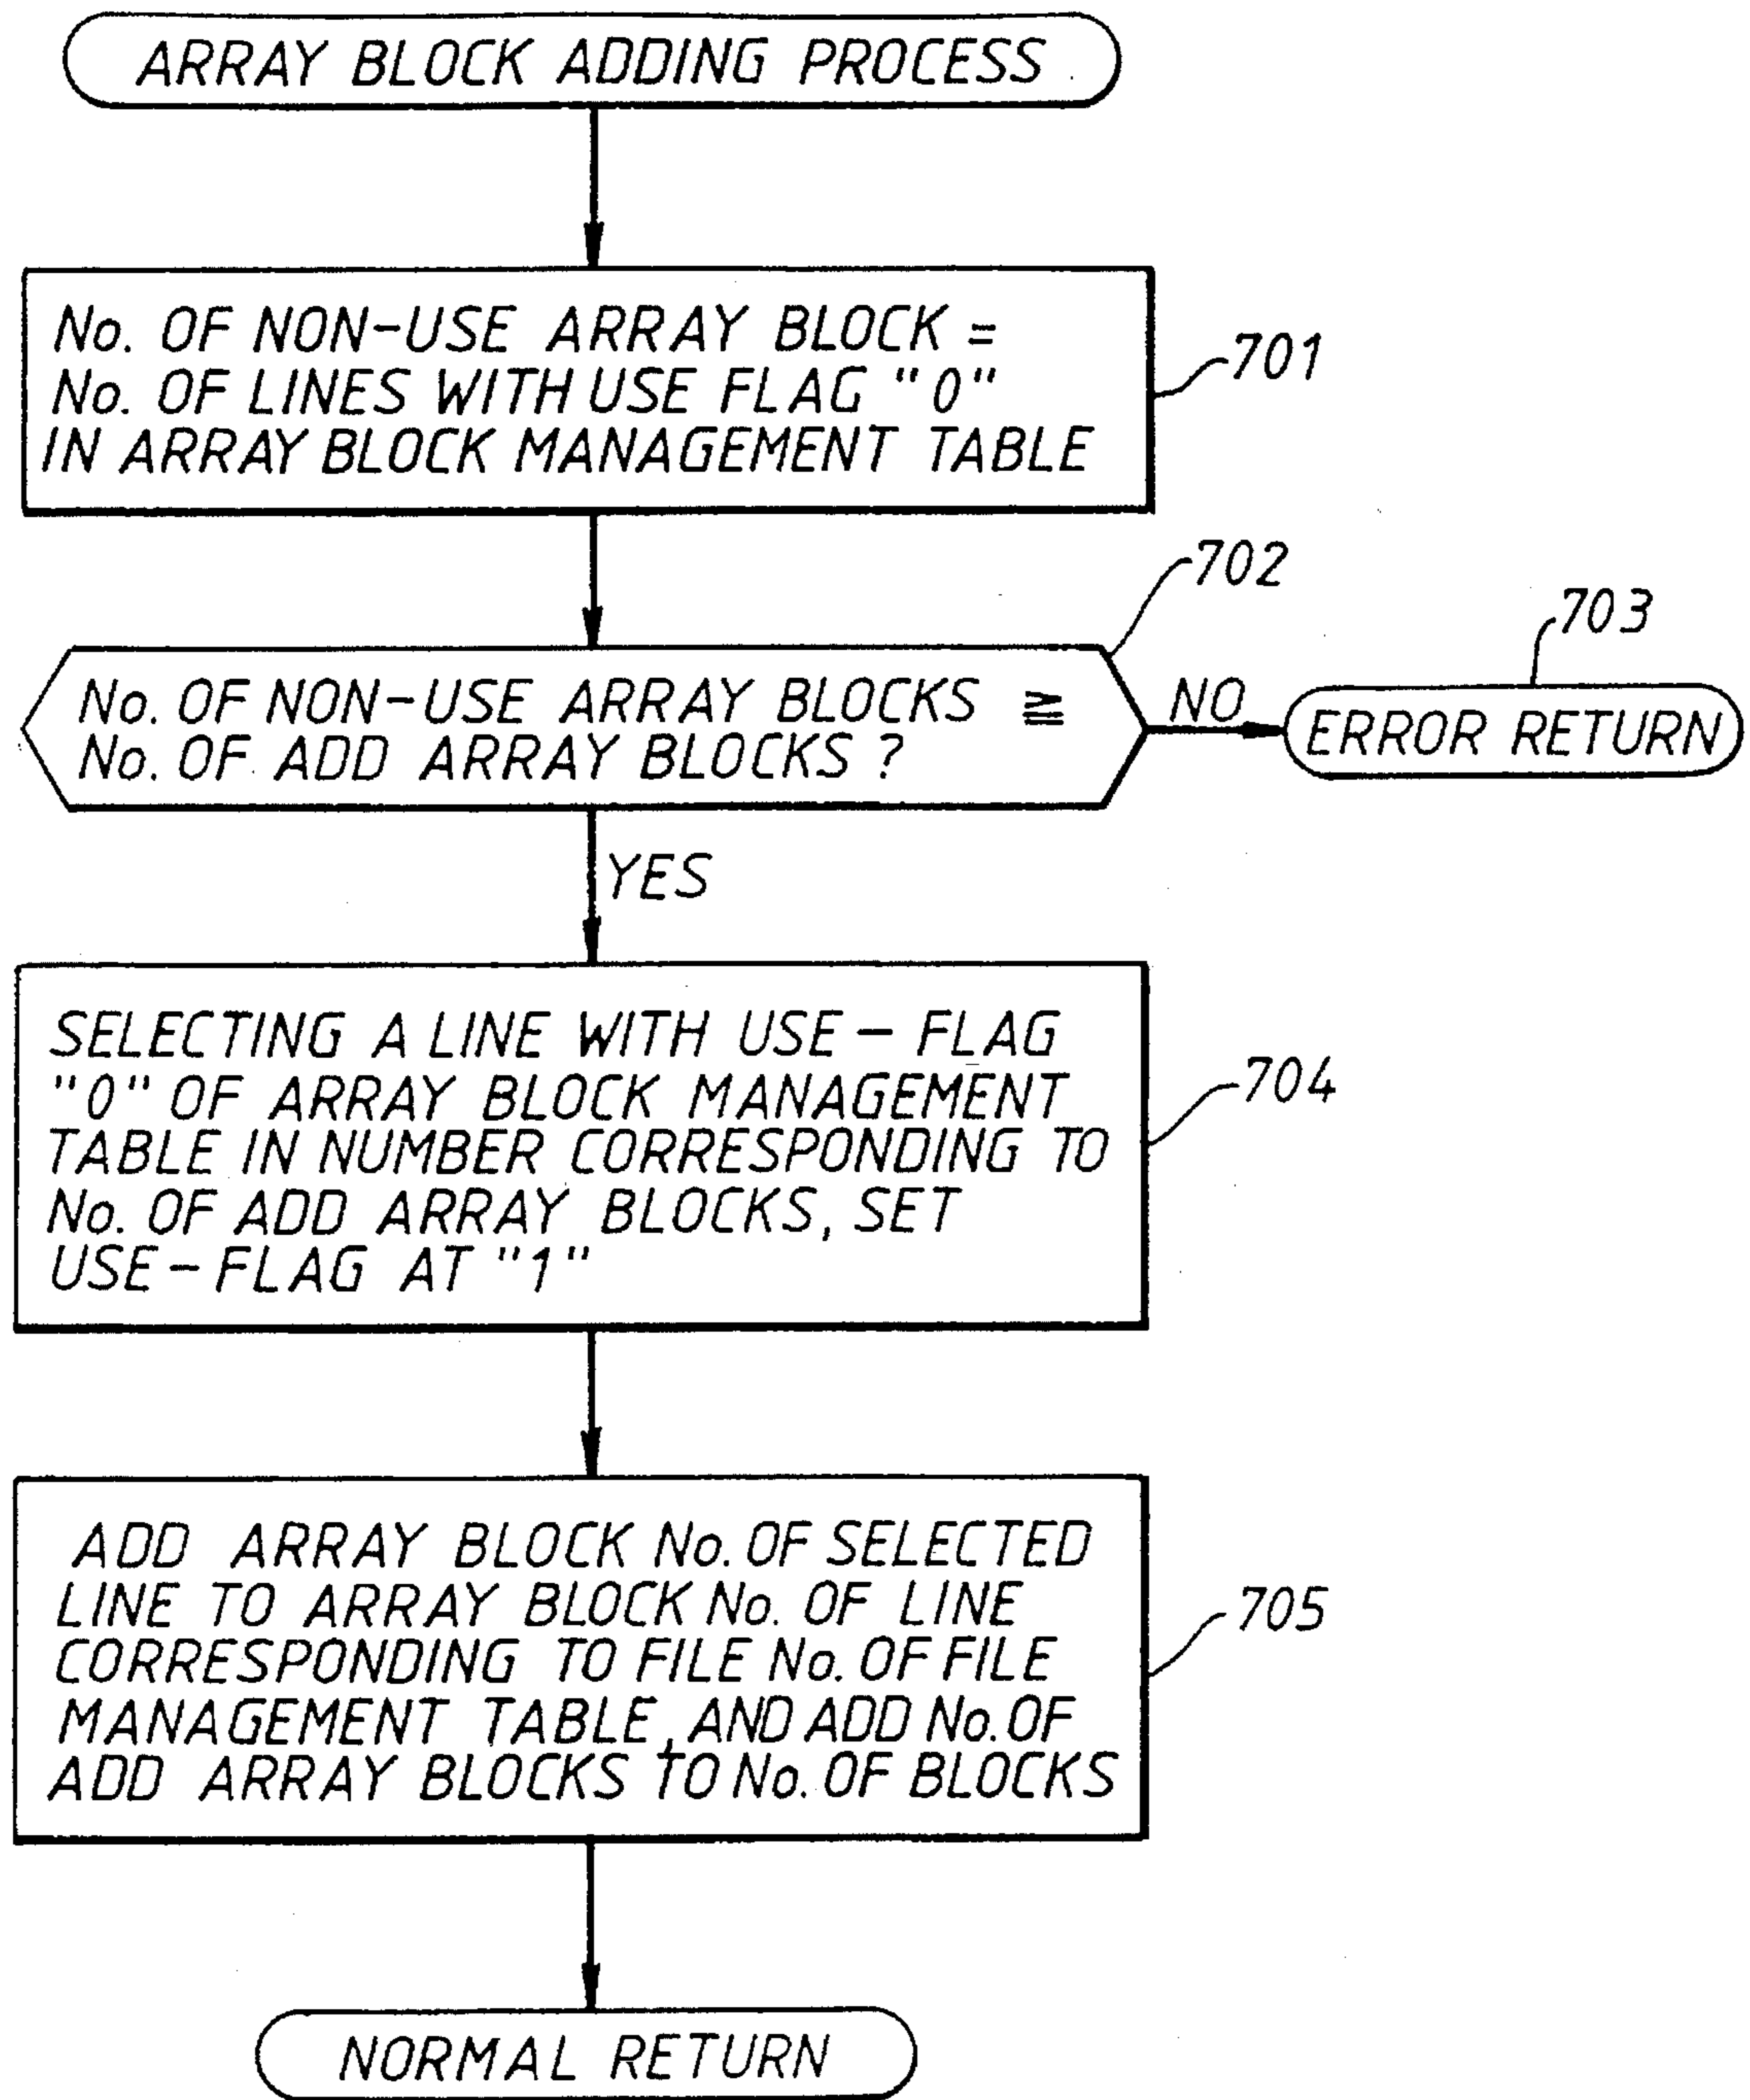 ARRAY BLOCK ADDING PROCESS
No. OF NON-USE ARRAY BLOCK =
No. OF LINES WITH USE FLAG "0"
IN ARRAY BLOCK MANAGEMENT TABLE
701
702
No. OF NON-USE ARRAY BLOCKS ≧
No. OF ADD ARRAY BLOCKS ?
NO
703
ERROR RETURN
YES
SELECTING A LINE WITH USE-FLAG
"0" OF ARRAY BLOCK MANAGEMENT
TABLE IN NUMBER CORRESPONDING TO
No. OF ADD ARRAY BLOCKS, SET
USE-FLAG AT "1"
704
ADD ARRAY BLOCK No. OF SELECTED
LINE TO ARRAY BLOCK No. OF LINE
CORRESPONDING TO FILE No. OF FILE
MANAGEMENT TABLE, AND ADD No. OF
ADD ARRAY BLOCKS TO No. OF BLOCKS
705
NORMAL RETURN